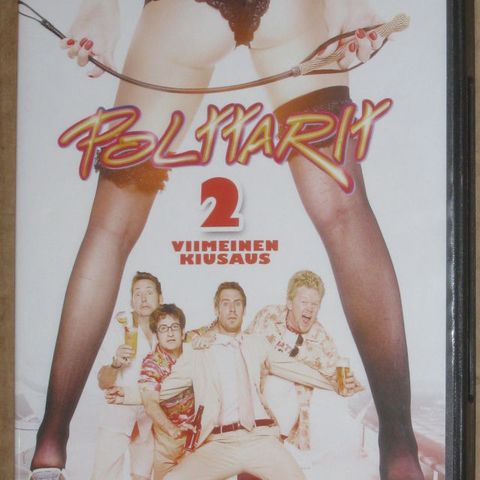 POLTTARIT
2
VIIMEINEN
KIUSAUS